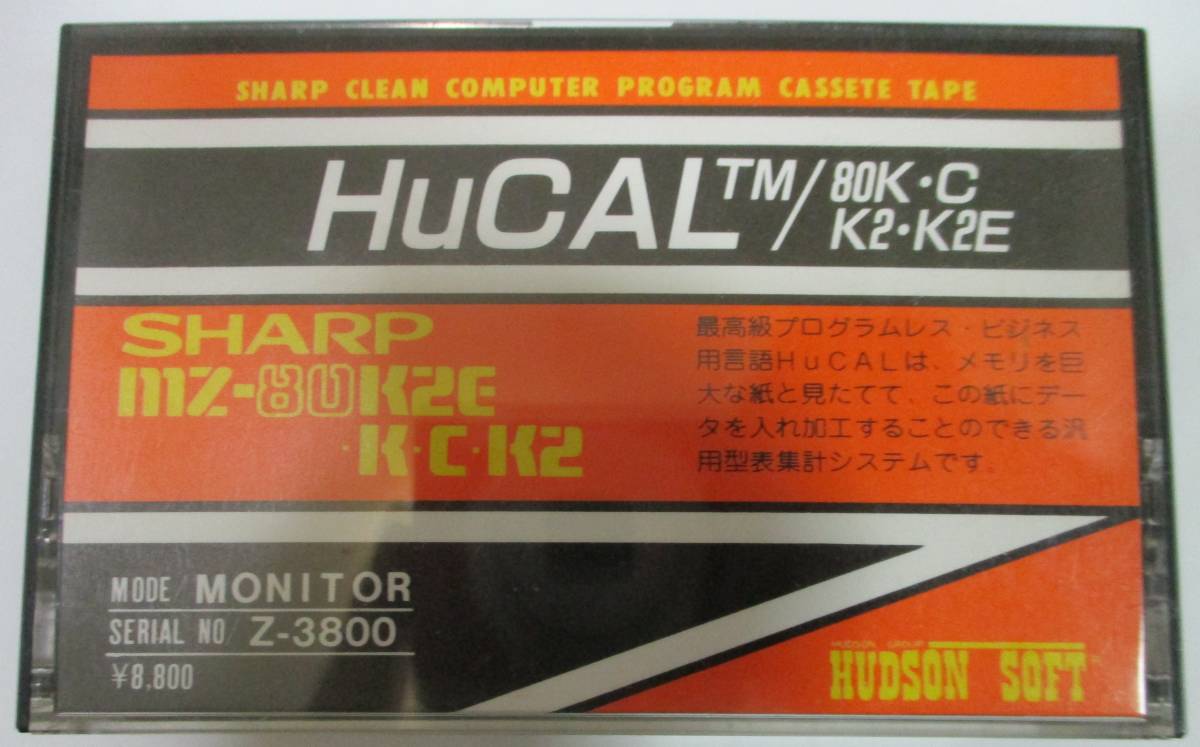 SHARP CLEAN COMPUTER PROGRAM CASSETE TAPE
HuCAL™/80K・C
K2・K2E
SHARP
MZ-80K2E
・K・C・K2
最高級プログラムレス・ビジネス
用言語HuCALは、メモリを巨
大な紙と見たてて、この紙にデー
タを入れ加工することのできる汎
用型表集計システムです。
MODE/MONITOR
SERIAL NO/Z-3800
¥8,800
HUDSON GROUP
HUDSON SOFT